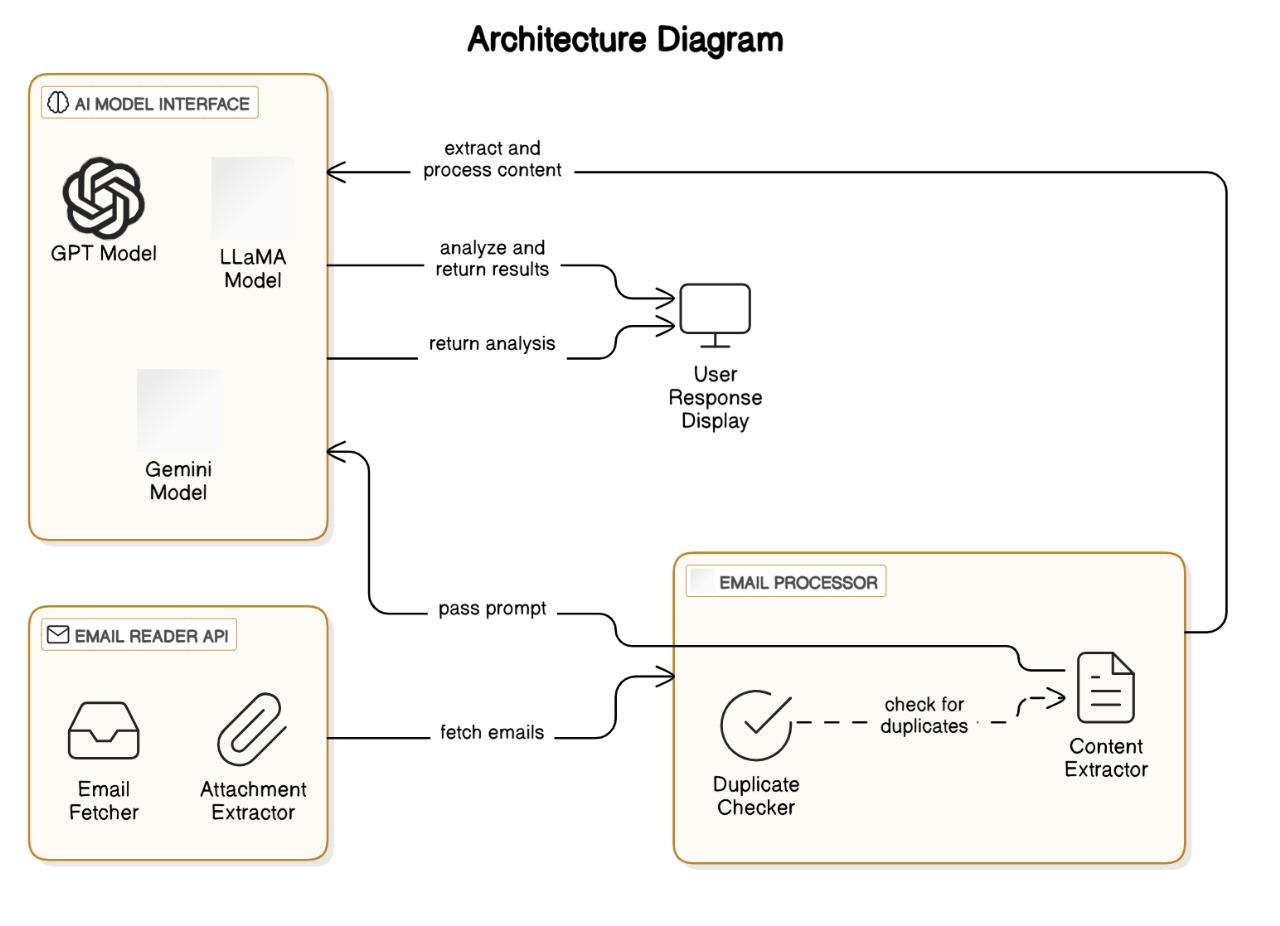 Architecture Diagram
AI MODEL INTERFACE
GPT Model
LLaMA
Model
Gemini
Model
extract and
process content
analyze and
return results
return analysis
User
Response
Display
pass prompt
fetch emails
EMAIL READER API
Email
Fetcher
Attachment
Extractor
EMAIL PROCESSOR
Duplicate
Checker
check for
duplicates
Content
Extractor